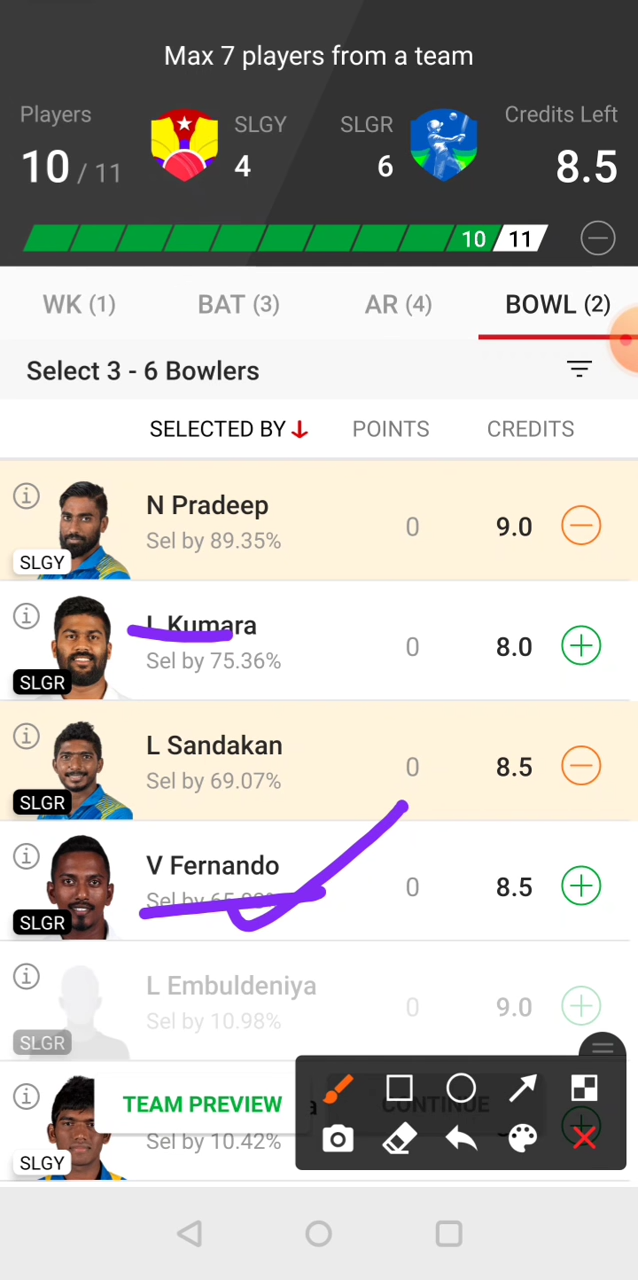 Max 7 players from a team
Players SLGY SLGR Credits Left
10 / 11 4 6 8.5
10 11
WK (1) BAT (3) AR (4) BOWL (2)
Select 3 - 6 Bowlers
SELECTED BY POINTS CREDITS
N Pradeep
Sel by 89.35% 0 9.0
SLGY
L Kumara
Sel by 75.36% 0 8.0
SLGR
L Sandakan
Sel by 69.07% 0 8.5
SLGR
V Fernando
Sel by 0 8.5
SLGR
L Embuldeniya
Sel by 10.98% 0 9.0
SLGR
TEAM PREVIEW CONTINUE
Sel by 10.42%
SLGY